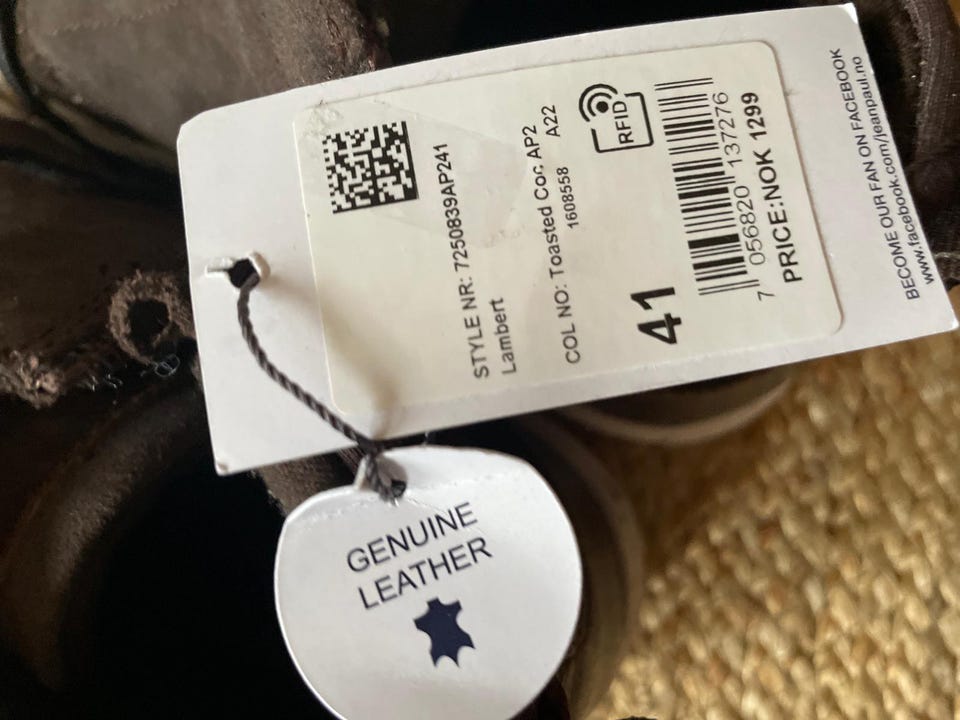 STYLE NR: 7250839AP241
Lambert
COL NO: Toasted Coc AP2
1608558 A22
RFID
41
7 056820 137276
PRICE:NOK 1299
BECOME OUR FAN ON FACEBOOK
www.facebook.com/jeanpaul.no
GENUINE
LEATHER